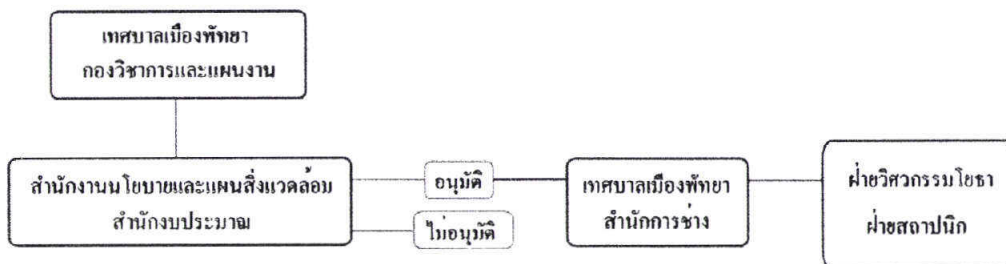 เทศบาลเมืองพัทยา
กองวิชาการและแผนงาน
สำนักงานนโยบายและแผนสิ่งแวดล้อม
สำนักงบประมาณ
อนุมัติ
ไม่อนุมัติ
เทศบาลเมืองพัทยา
สำนักการช่าง
ฝ่ายวิศวกรรมโยธา
ฝ่ายสถาปนิก